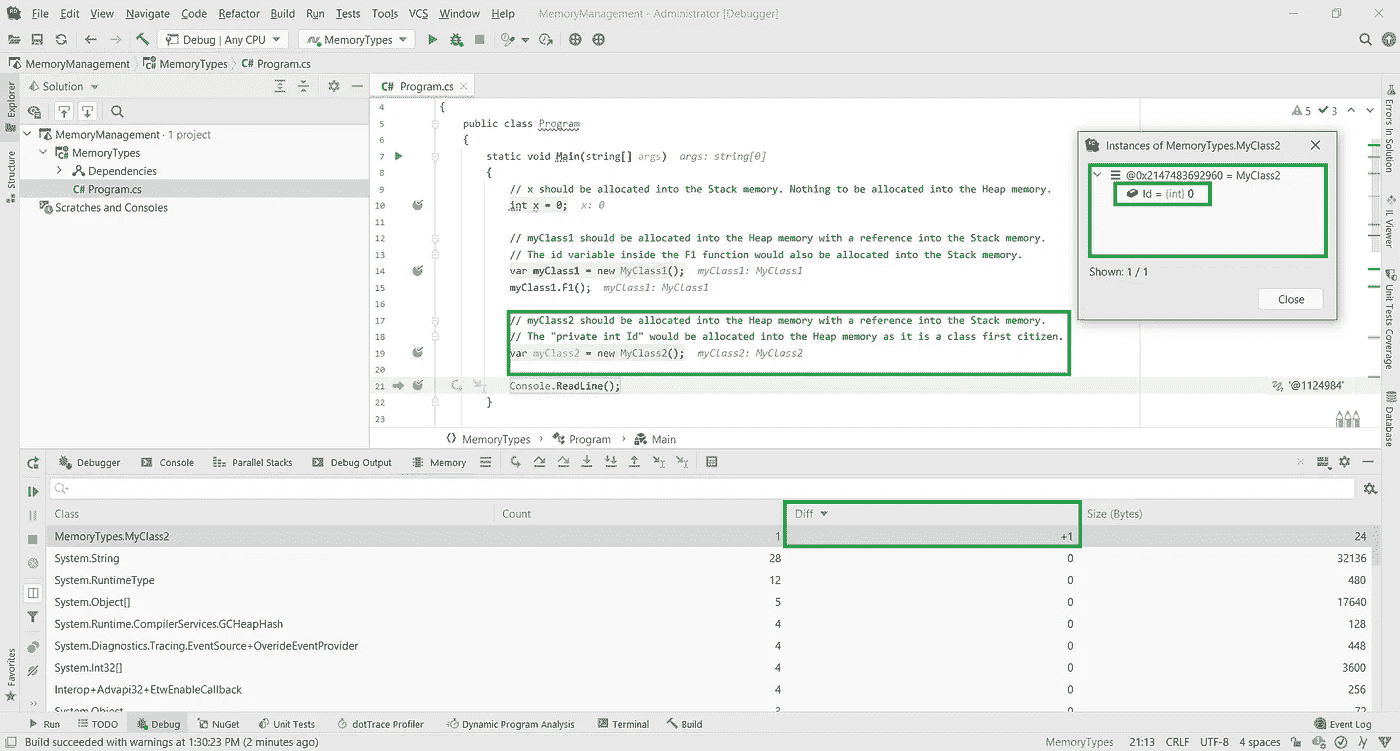 File Edit View Navigate Code Refactor Build Run Tests Tools VCS Window Help MemoryManagement - Administrator [Debugger]
Debug | Any CPU MemoryTypes
MemoryManagement MemoryTypes C# Program.cs
Explorer
Structure
Favorites
Solution
MemoryManagement · 1 project
MemoryTypes
Dependencies
C# Program.cs
Scratches and Consoles
C# Program.cs
5 3
4 {
5 public class Program
6 {
7 static void Main(string[] args) args: string[0]
8 {
9 // x should be allocated into the Stack memory. Nothing to be allocated into the Heap memory.
10 int x = 0; x: 0
11
12 // myClass1 should be allocated into the Heap memory with a reference into the Stack memory.
13 // The id variable inside the F1 function would also be allocated into the Stack memory.
14 var myClass1 = new MyClass1(); myClass1: MyClass1
15 myClass1.F1(); myClass1: MyClass1
16
17 // myClass2 should be allocated into the Heap memory with a reference into the Stack memory.
18 // The "private int Id" would be allocated into the Heap memory as it is a class first citizen.
19 var myClass2 = new MyClass2(); myClass2: MyClass2
20
21 Console.ReadLine(); '@1124984'
22 }
23
MemoryTypes Program Main
Instances of MemoryTypes.MyClass2
@0x2147483692960 = MyClass2
Id = {int} 0
Shown: 1 / 1
Close
Errors In Solution
IL Viewer
Unit Tests Coverage
Database
Debugger Console Parallel Stacks Debug Output Memory
Class Count Diff Size (Bytes)
MemoryTypes.MyClass2 1 +1 24
System.String 28 0 32136
System.RuntimeType 12 0 480
System.Object[] 5 0 17640
System.Runtime.CompilerServices.GCHeapHash 4 0 128
System.Diagnostics.Tracing.EventSource+OverideEventProvider 4 0 448
System.Int32[] 4 0 3600
Interop+Advapi32+EtwEnableCallback 4 0 256
System.Object 3 0 72
Run TODO Debug NuGet Unit Tests dotTrace Profiler Dynamic Program Analysis Terminal Build Event Log
Build succeeded with warnings at 1:30:23 PM (2 minutes ago) MemoryTypes 21:13 CRLF UTF-8 4 spaces